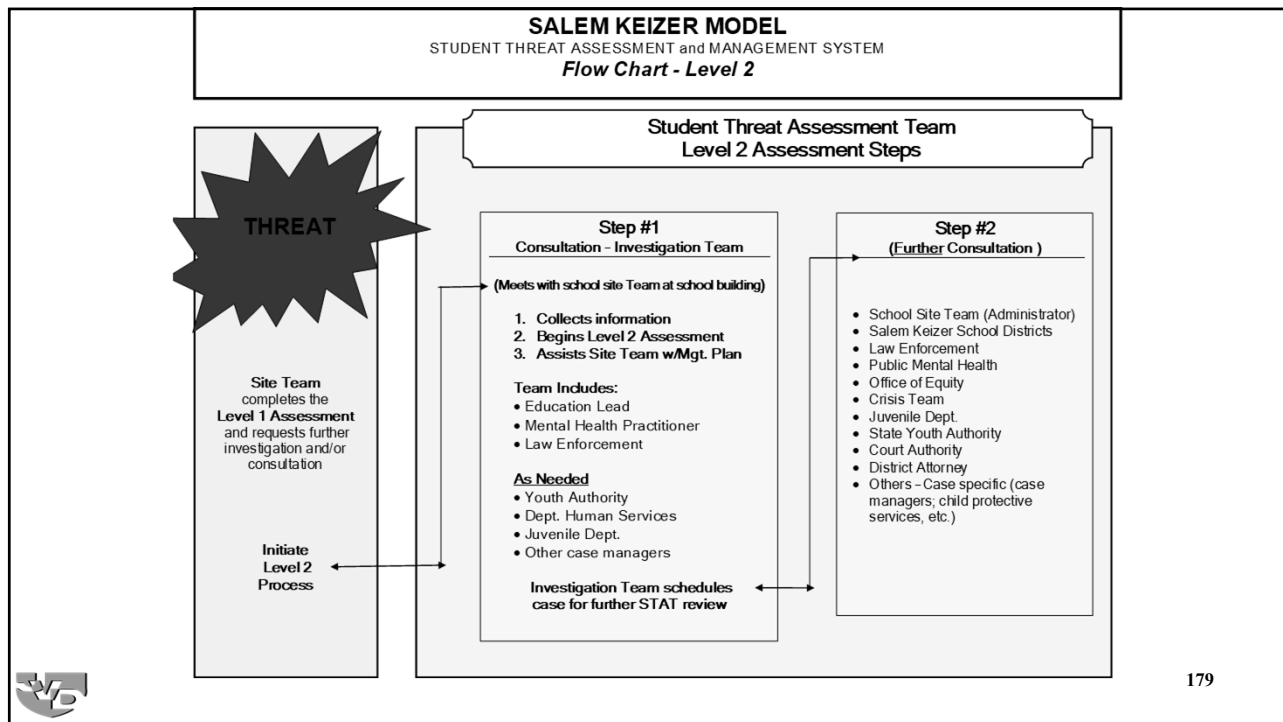 SALEM KEIZER MODEL
STUDENT THREAT ASSESSMENT and MANAGEMENT SYSTEM
Flow Chart - Level 2
THREAT
Site Team
completes the
Level 1 Assessment
and requests further
investigation and/or
consultation
Initiate
Level 2
Process
Student Threat Assessment Team
Level 2 Assessment Steps
Step #1
Consultation – Investigation Team
(Meets with school site Team at school building)
1. Collects information
2. Begins Level 2 Assessment
3. Assists Site Team w/Mgt. Plan
Team Includes:
• Education Lead
• Mental Health Practitioner
• Law Enforcement
As Needed
• Youth Authority
• Dept. Human Services
• Juvenile Dept.
• Other case managers
Investigation Team schedules
case for further STAT review
Step #2
(Further Consultation )
• School Site Team (Administrator)
• Salem Keizer School Districts
• Law Enforcement
• Public Mental Health
• Office of Equity
• Crisis Team
• Juvenile Dept.
• State Youth Authority
• Court Authority
• District Attorney
• Others – Case specific (case
managers; child protective
services, etc.)
179